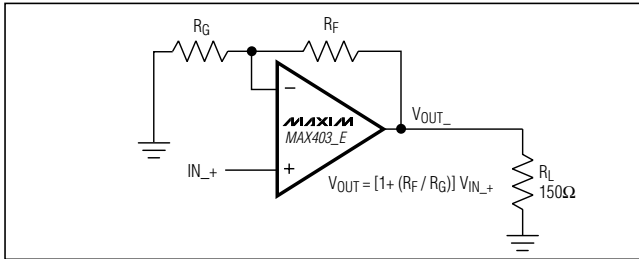 RG
RF
−
MAXIM
MAX403_E
VOUT_
IN_+
+
VOUT = [1+ (RF / RG)] VIN_+
RL
150Ω